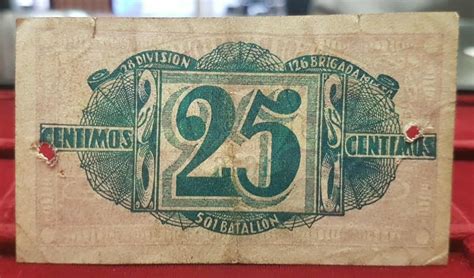 28 DIVISION 126 BRIGADA
CENTIMOS 25 CENTIMOS
501 BATALLON